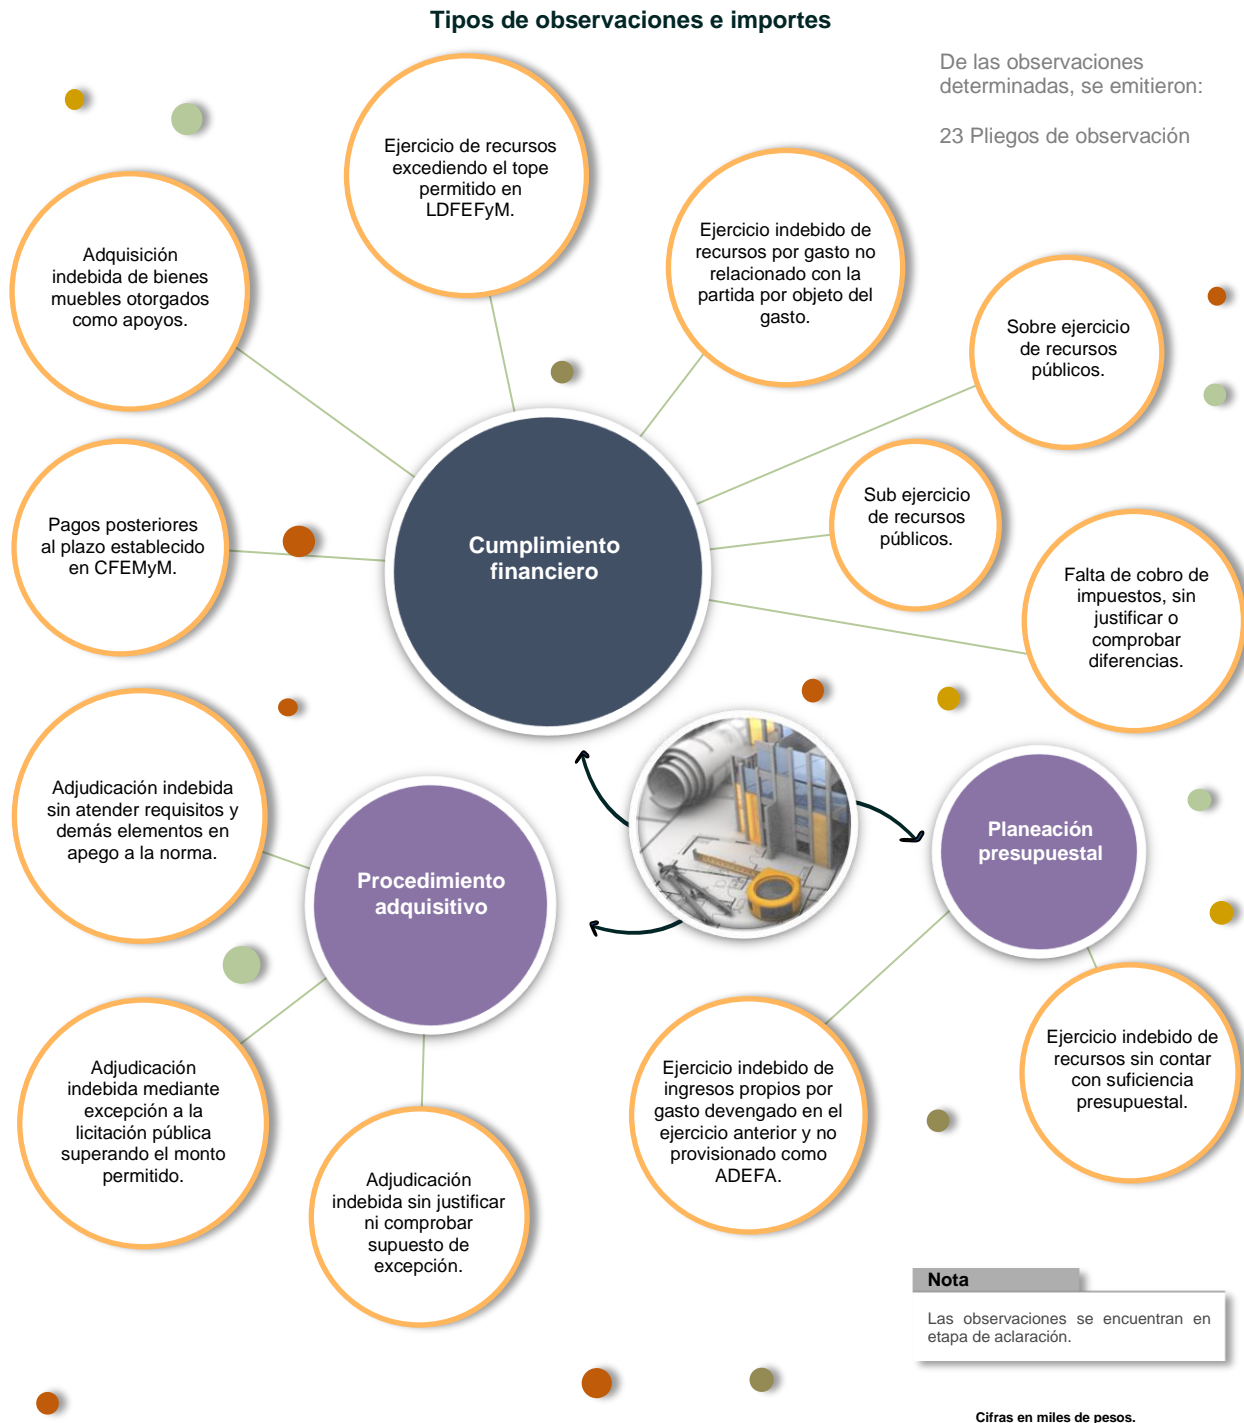 Tipos de observaciones e importes
De las observaciones
determinadas, se emitieron:
23 Pliegos de observación
Ejercicio de recursos
excediendo el tope
permitido en
LDFEFyM.
Ejercicio indebido de
recursos por gasto no
relacionado con la
partida por objeto del
gasto.
Adquisición
indebida de bienes
muebles otorgados
como apoyos.
Sobre ejercicio
de recursos
públicos.
Sub ejercicio
de recursos
públicos.
Pagos posteriores
al plazo establecido
en CFEMyM.
Cumplimiento
financiero
Falta de cobro de
impuestos, sin
justificar o
comprobar
diferencias.
Adjudicación indebida
sin atender requisitos y
demás elementos en
apego a la norma.
Procedimiento
adquisitivo
Planeación
presupuestal
Adjudicación
indebida mediante
excepción a la
licitación pública
superando el monto
permitido.
Adjudicación
indebida sin justificar
ni comprobar
supuesto de
excepción.
Ejercicio indebido de
ingresos propios por
gasto devengado en el
ejercicio anterior y no
provisionado como
ADEFA.
Ejercicio indebido de
recursos sin contar
con suficiencia
presupuestal.
Nota
Las observaciones se encuentran en
etapa de aclaración.
Cifras en miles de pesos.